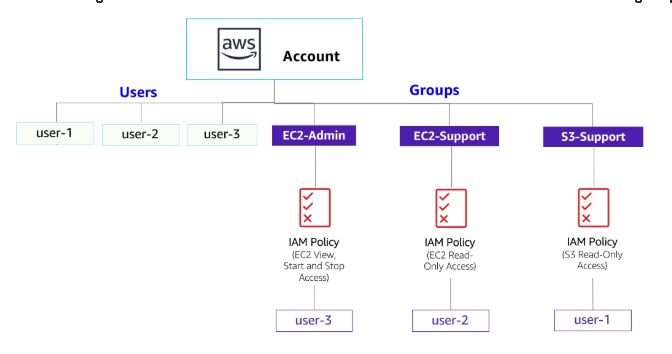 aws
Account
Users
Groups
user-1
user-2
user-3
EC2-Admin
EC2-Support
S3-Support
IAM Policy
(EC2 View,
Start and Stop
Access)
IAM Policy
(EC2 Read-
Only Access)
IAM Policy
(S3 Read-Only
Access)
user-3
user-2
user-1